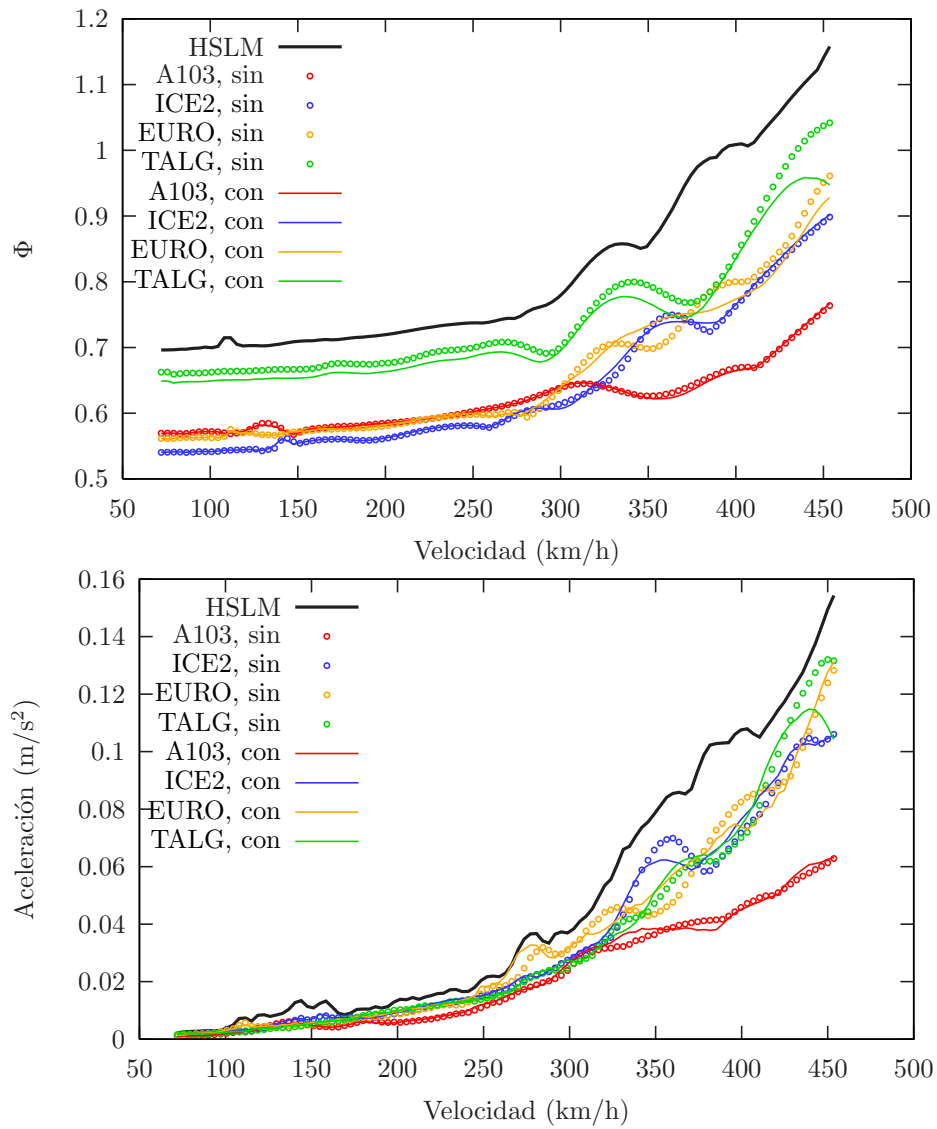 1.2
1.1
1
0.9
0.8
0.7
0.6
0.5
Φ
HSLM
A103, sin
ICE2, sin
EURO, sin
TALG, sin
A103, con
ICE2, con
EURO, con
TALG, con
50 100 150 200 250 300 350 400 450 500
Velocidad (km/h)
0.16
0.14
0.12
0.1
0.08
0.06
0.04
0.02
0
Aceleración (m/s²)
HSLM
A103, sin
ICE2, sin
EURO, sin
TALG, sin
A103, con
ICE2, con
EURO, con
TALG, con
50 100 150 200 250 300 350 400 450 500
Velocidad (km/h)